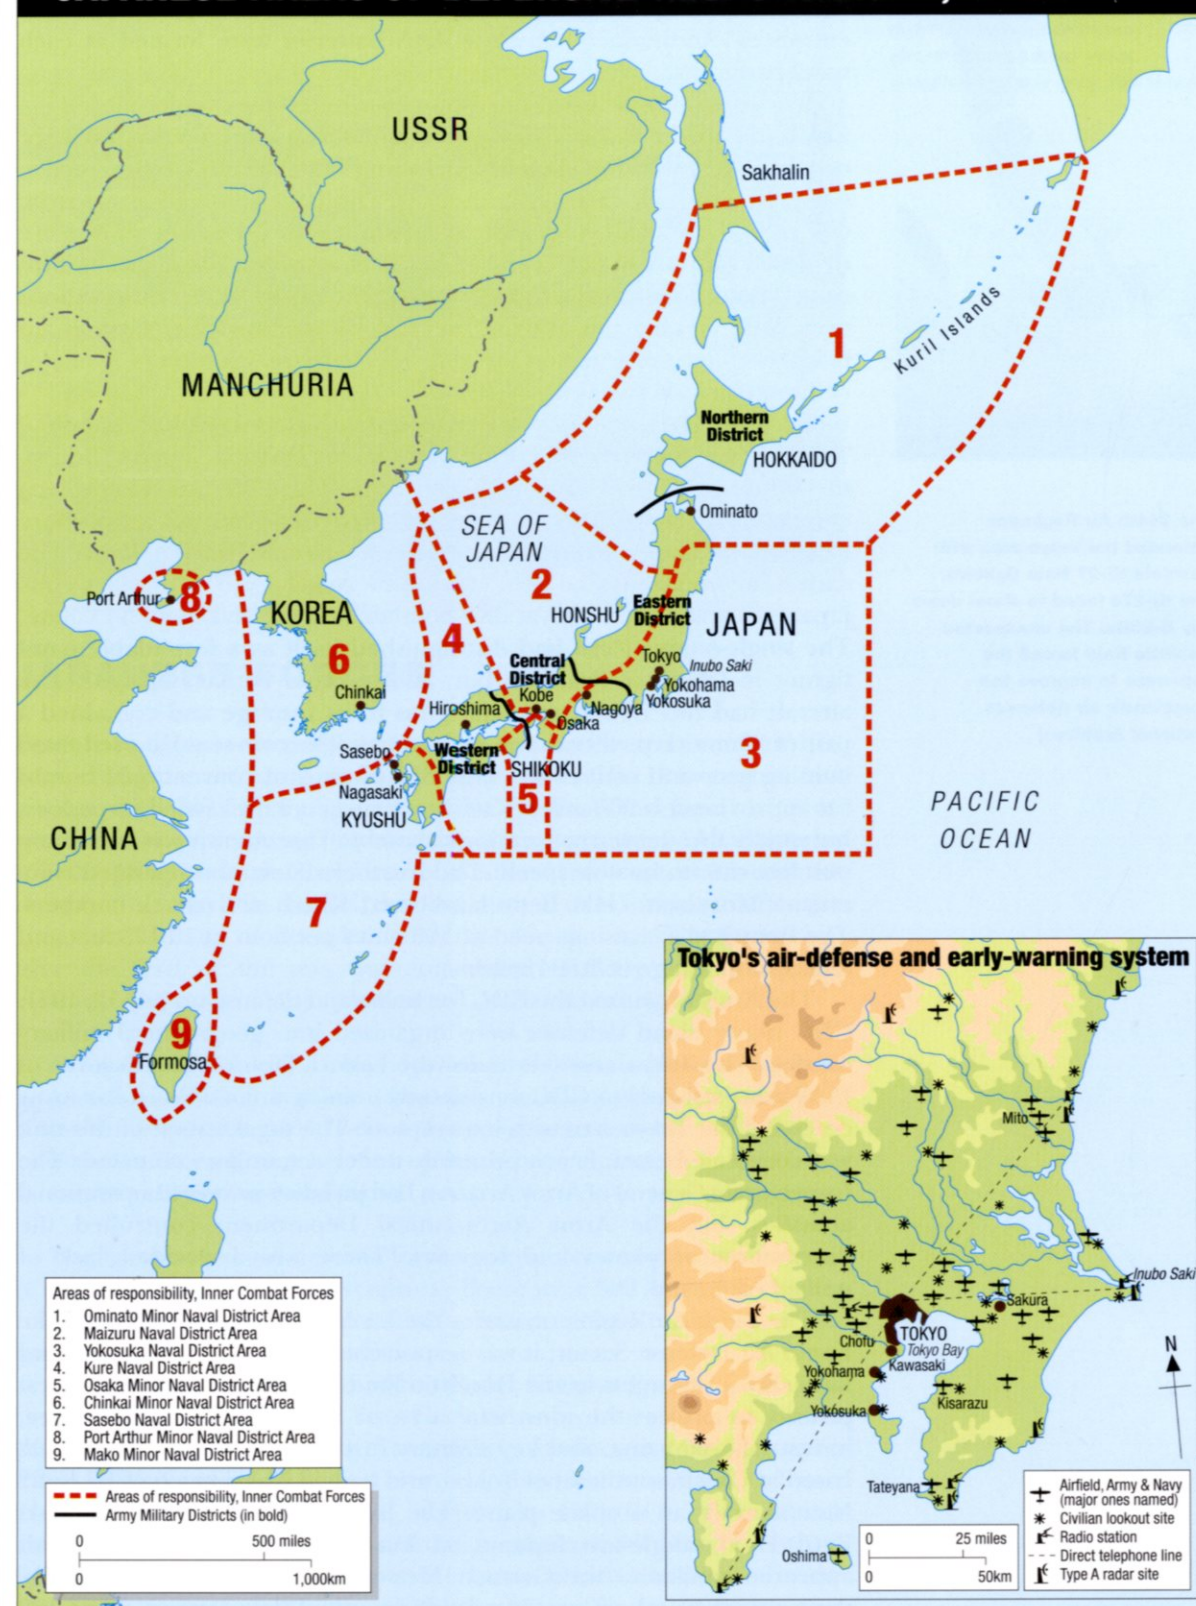 USSR
Sakhalin
Kuril Islands
1
MANCHURIA
Northern
District
HOKKAIDO
Ominato
SEA OF
JAPAN
2
HONSHU
Eastern
District
JAPAN
Port Arthur
8
KOREA
6
Chinkai
4
Central
District
Tokyo
Inubo Saki
Yokohama
Yokosuka
Kobe
Nagoya
Hiroshima
Osaka
Sasebo
Western
District
SHIKOKU
5
3
Nagasaki
KYUSHU
PACIFIC
OCEAN
CHINA
7
9
Formosa
Tokyo's air-defense and early-warning system
Mito
Inubo Saki
Sakura
TOKYO
Chofu
Tokyo Bay
Kawasaki
Yokohama
Yokosuka
Kisarazu
Tateyana
Oshima
N
Areas of responsibility, Inner Combat Forces
1. Ominato Minor Naval District Area
2. Maizuru Naval District Area
3. Yokosuka Naval District Area
4. Kure Naval District Area
5. Osaka Minor Naval District Area
6. Chinkai Minor Naval District Area
7. Sasebo Naval District Area
8. Port Arthur Minor Naval District Area
9. Mako Minor Naval District Area
Areas of responsibility, Inner Combat Forces
Army Military Districts (in bold)
0 500 miles
0 1,000km
0 25 miles
0 50km
Airfield, Army & Navy
(major ones named)
Civilian lookout site
Radio station
Direct telephone line
Type A radar site